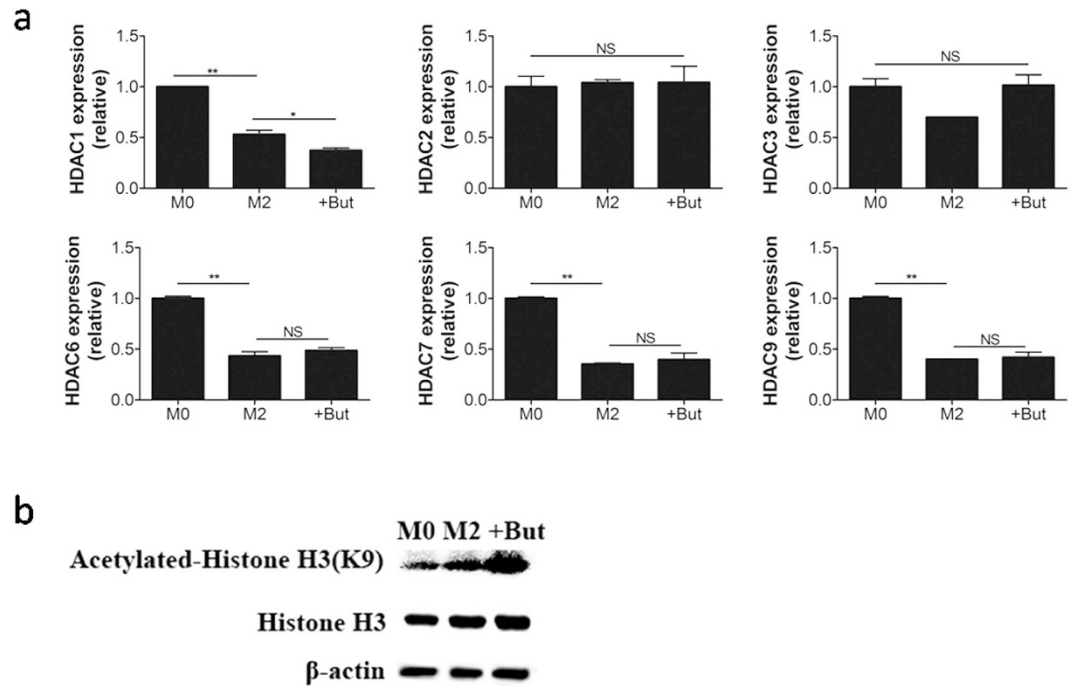 a
HDAC1 expression
(relative)
1.5
1.0
0.5
0.0
**
*
M0 M2 +But
HDAC2 expression
(relative)
1.5
1.0
0.5
0.0
NS
M0 M2 +But
HDAC3 expression
(relative)
1.5
1.0
0.5
0.0
NS
M0 M2 +But
HDAC6 expression
(relative)
1.5
1.0
0.5
0.0
**
NS
M0 M2 +But
HDAC7 expression
(relative)
1.5
1.0
0.5
0.0
**
NS
M0 M2 +But
HDAC9 expression
(relative)
1.5
1.0
0.5
0.0
**
NS
M0 M2 +But
b
M0 M2 +But
Acetylated-Histone H3(K9)
Histone H3
β-actin